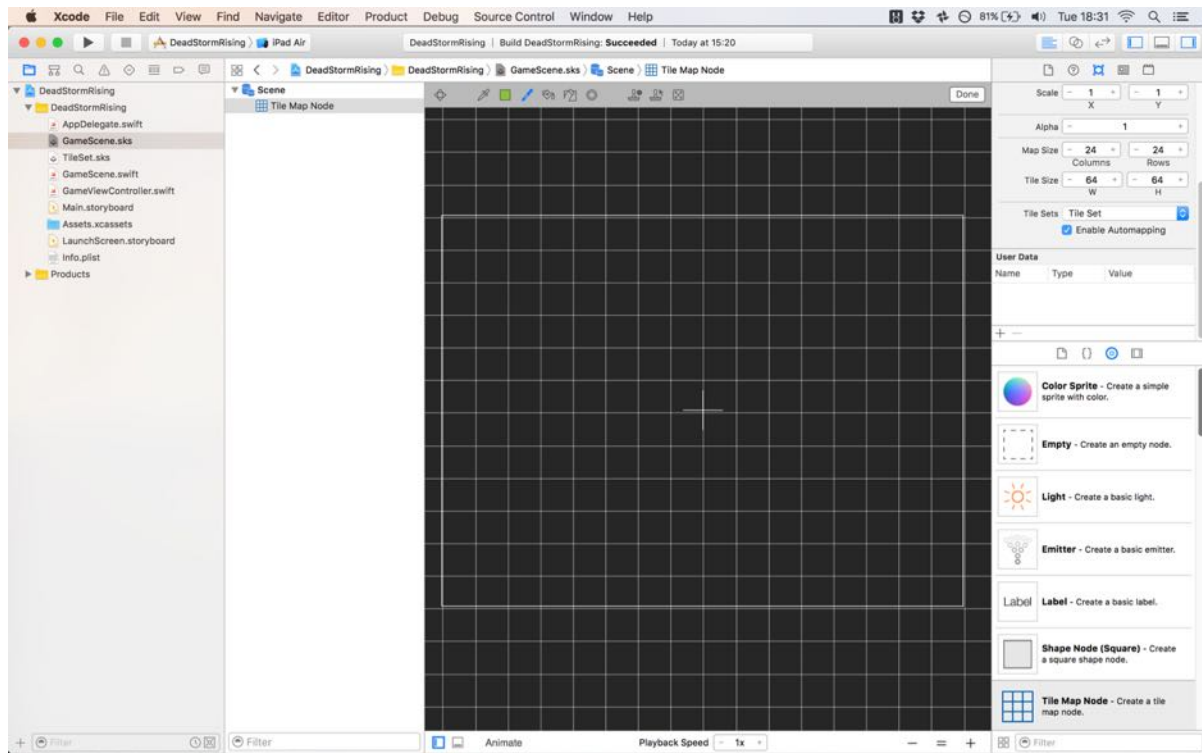 Xcode File Edit View Find Navigate Editor Product Debug Source Control Window Help 81% Tue 18:31
DeadStormRising iPad Air DeadStormRising | Build DeadStormRising: Succeeded | Today at 15:20
DeadStormRising DeadStormRising GameScene.sks Scene Tile Map Node
DeadStormRising
DeadStormRising
AppDelegate.swift
GameScene.sks
TileSet.sks
GameScene.swift
GameViewController.swift
Main.storyboard
Assets.xcassets
LaunchScreen.storyboard
Info.plist
Products
Scene
Tile Map Node
Done
Scale - 1 + - 1 +
X Y
Alpha - 1 +
Map Size - 24 + - 24 +
Columns Rows
Tile Size - 64 + - 64 +
W H
Tile Sets Tile Set
Enable Automapping
User Data
Name Type Value
+ -
{}
Color Sprite - Create a simple
sprite with color.
Empty - Create an empty node.
Light - Create a basic light.
Emitter - Create a basic emitter.
Label Label - Create a basic label.
Shape Node (Square) - Create
a square shape node.
Tile Map Node - Create a tile
map node.
+ Filter Filter Animate Playback Speed - 1x + - = + Filter